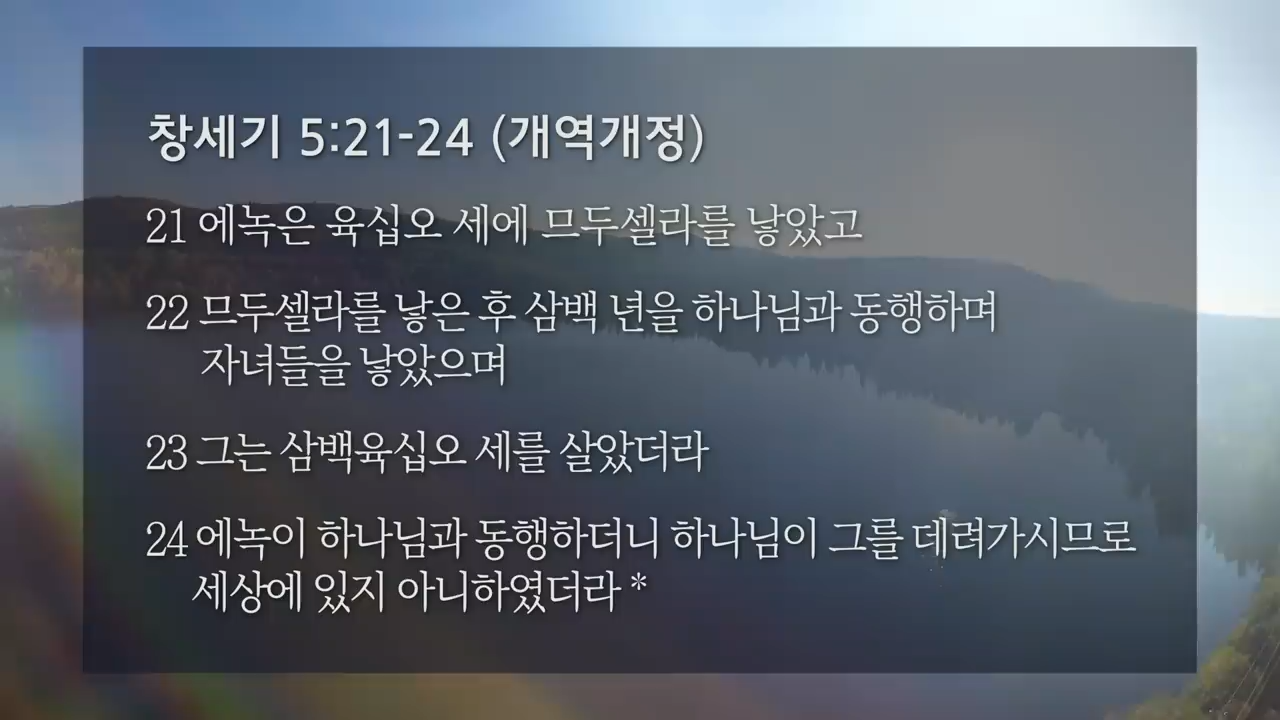 창세기 5:21-24 (개역개정)
21 에녹은 육십오 세에 므두셀라를 낳았고
22 므두셀라를 낳은 후 삼백 년을 하나님과 동행하며
자녀들을 낳았으며
23 그는 삼백육십오 세를 살았더라
24 에녹이 하나님과 동행하더니 하나님이 그를 데려가시므로
세상에 있지 아니하였더라 *